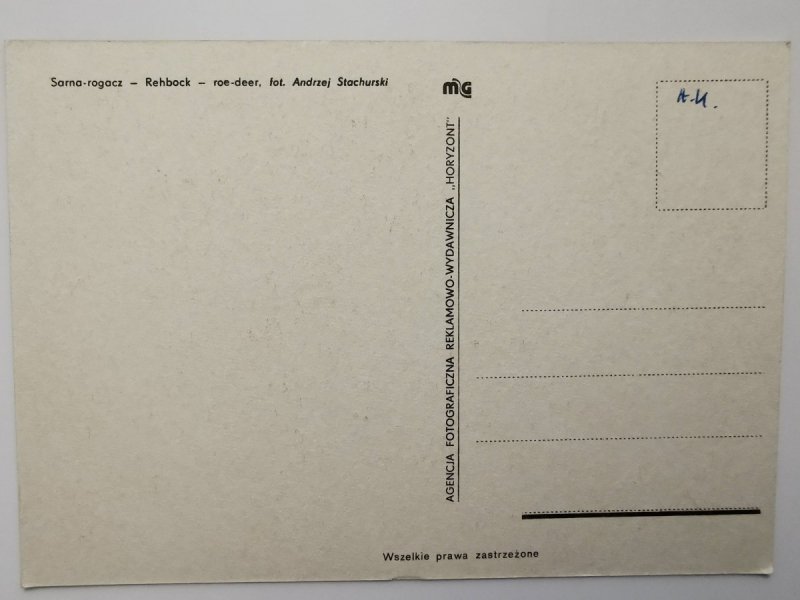 Sarna-rogacz – Rehbock – roe-deer, fot. Andrzej Stachurski
mG
A-K.
AGENCJA FOTOGRAFICZNA REKLAMOWO-WYDAWNICZA „HORYZONT"
Wszelkie prawa zastrzeżone